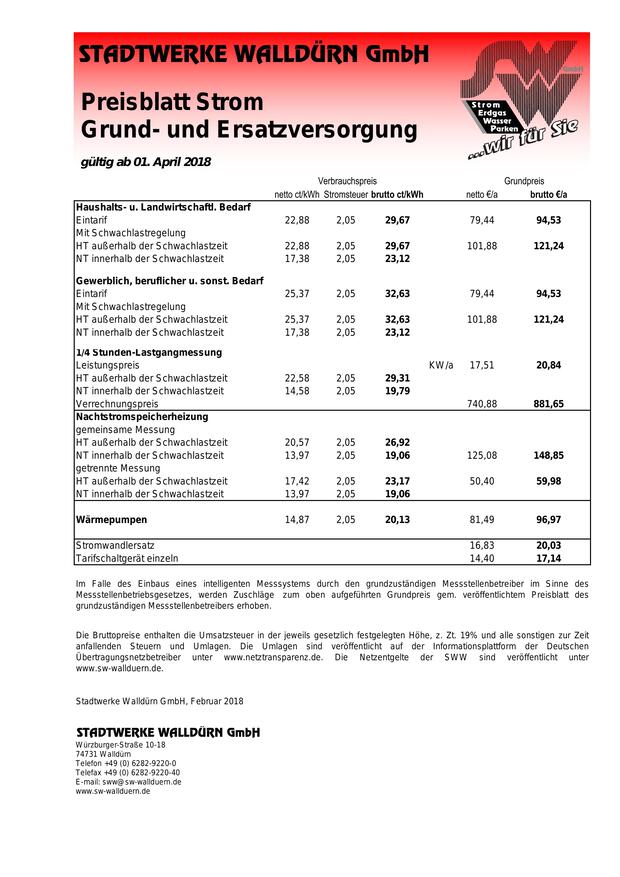 STADTWERKE WALLDÜRN GmbH
Preisblatt Strom
Grund- und Ersatzversorgung
gültig ab 01. April 2018
SW
GmbH
Strom
Erdgas
Wasser
Parken
...wir für Sie
Verbrauchspreis Grundpreis
netto ct/kWh Stromsteuer brutto ct/kWh netto €/a brutto €/a
Haushalts- u. Landwirtschaftl. Bedarf
Eintarif 22,88 2,05 29,67 79,44 94,53
Mit Schwachlastregelung
HT außerhalb der Schwachlastzeit 22,88 2,05 29,67 101,88 121,24
NT innerhalb der Schwachlastzeit 17,38 2,05 23,12
Gewerblich, beruflicher u. sonst. Bedarf
Eintarif 25,37 2,05 32,63 79,44 94,53
Mit Schwachlastregelung
HT außerhalb der Schwachlastzeit 25,37 2,05 32,63 101,88 121,24
NT innerhalb der Schwachlastzeit 17,38 2,05 23,12
1/4 Stunden-Lastgangmessung
Leistungspreis KW/a 17,51 20,84
HT außerhalb der Schwachlastzeit 22,58 2,05 29,31
NT innerhalb der Schwachlastzeit 14,58 2,05 19,79
Verrechnungspreis 740,88 881,65
Nachtstromspeicherheizung
gemeinsame Messung
HT außerhalb der Schwachlastzeit 20,57 2,05 26,92
NT innerhalb der Schwachlastzeit 13,97 2,05 19,06 125,08 148,85
getrennte Messung
HT außerhalb der Schwachlastzeit 17,42 2,05 23,17 50,40 59,98
NT innerhalb der Schwachlastzeit 13,97 2,05 19,06
Wärmepumpen 14,87 2,05 20,13 81,49 96,97
Stromwandlersatz 16,83 20,03
Tarifschaltgerät einzeln 14,40 17,14
Im Falle des Einbaus eines intelligenten Messsystems durch den grundzuständigen Messstellenbetreiber im Sinne des
Messstellenbetriebsgesetzes, werden Zuschläge zum oben aufgeführten Grundpreis gem. veröffentlichtem Preisblatt des
grundzuständigen Messstellenbetreibers erhoben.
Die Bruttopreise enthalten die Umsatzsteuer in der jeweils gesetzlich festgelegten Höhe, z. Zt. 19% und alle sonstigen zur Zeit
anfallenden Steuern und Umlagen. Die Umlagen sind veröffentlicht auf der Informationsplattform der Deutschen
Übertragungsnetzbetreiber unter www.netztransparenz.de. Die Netzentgelte der SWW sind veröffentlicht unter
www.sw-wallduern.de.
Stadtwerke Walldürn GmbH, Februar 2018
STADTWERKE WALLDÜRN GmbH
Würzburger-Straße 10-18
74731 Walldürn
Telefon +49 (0) 6282-9220-0
Telefax +49 (0) 6282-9220-40
E-mail: sww@sw-wallduern.de
www.sw-wallduern.de